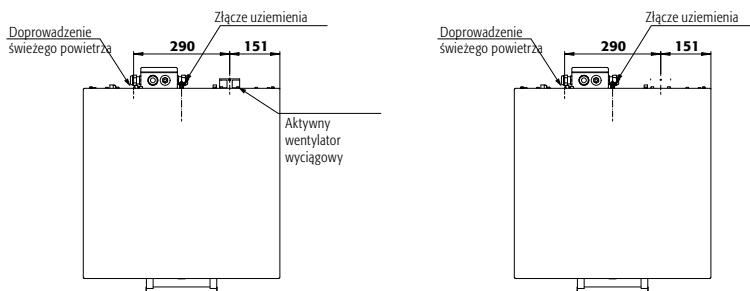 Złącze uziemienia
Doprowadzenie
świeżego powietrza
290
151
Aktywny
wentylator
wyciągowy
Złącze uziemienia
Doprowadzenie
świeżego powietrza
290
151